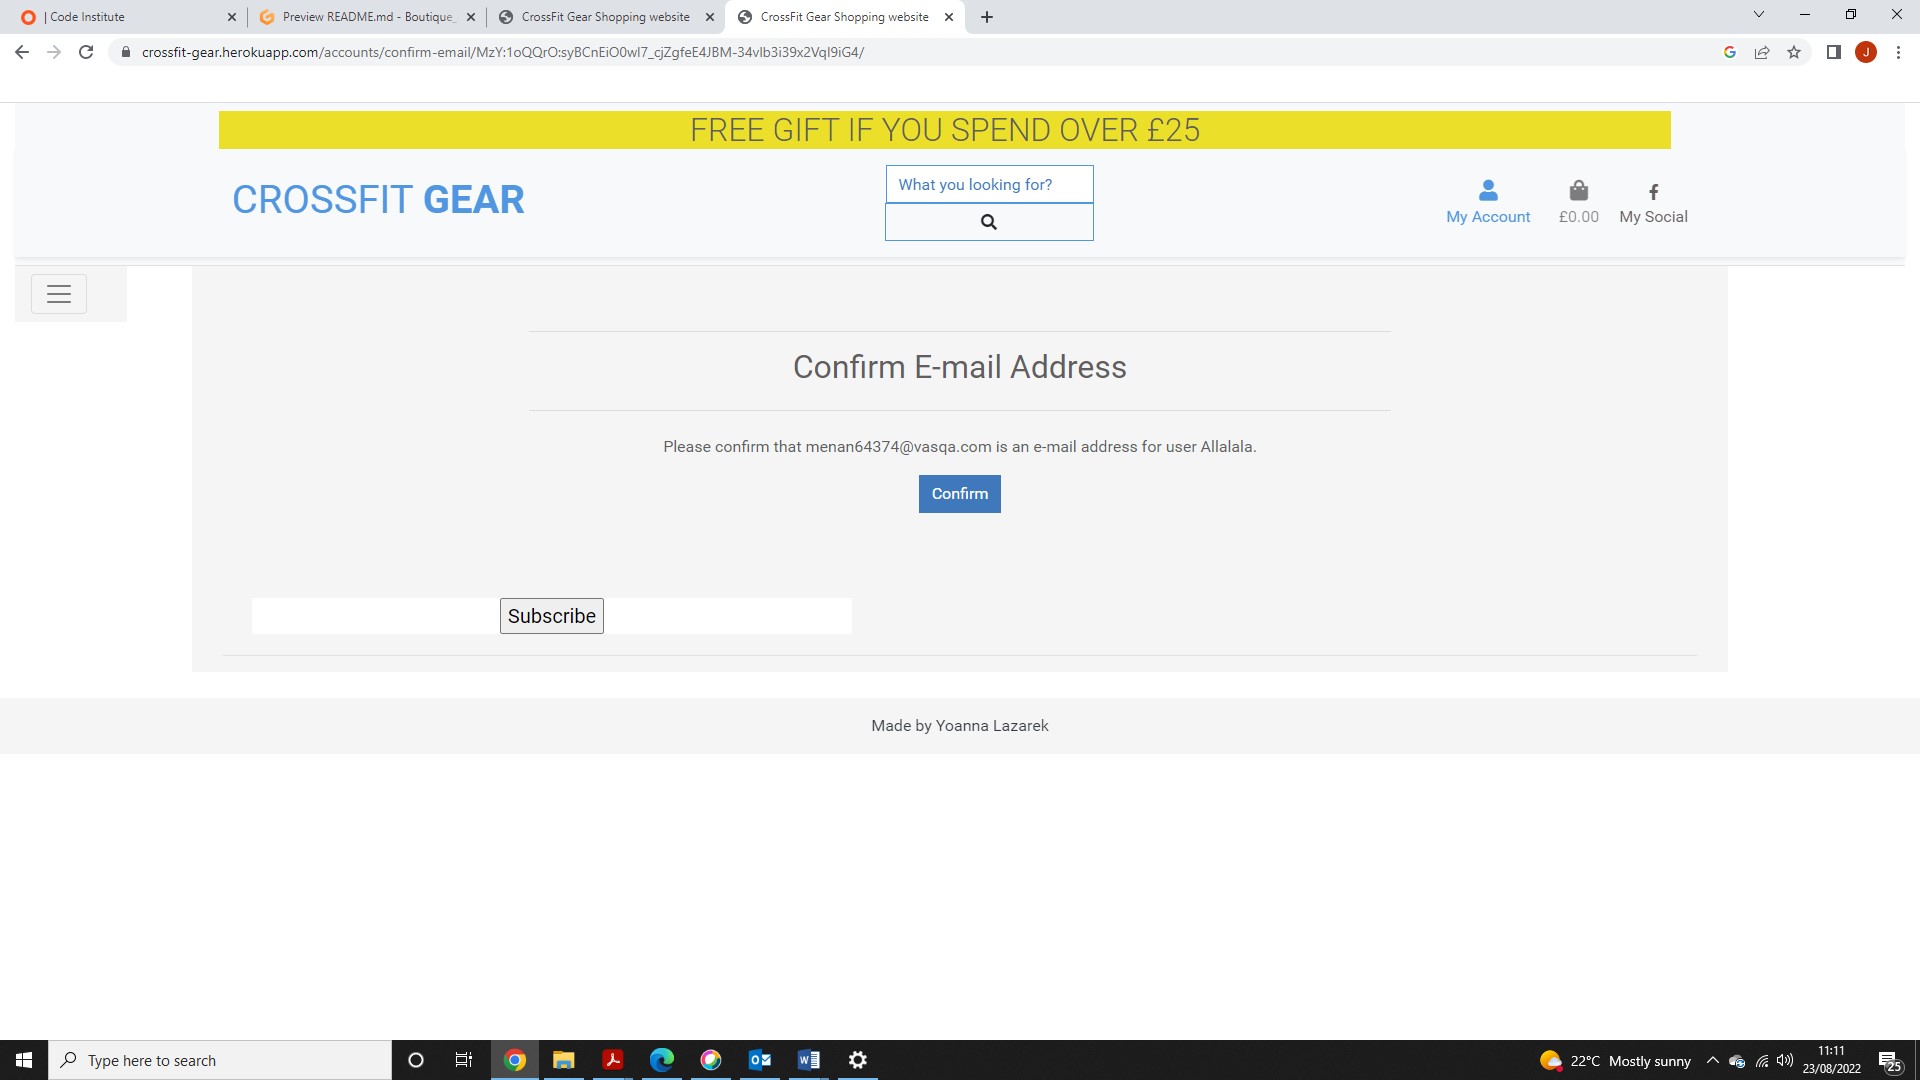 | Code Institute
Preview README.md - Boutique_
CrossFit Gear Shopping website
CrossFit Gear Shopping website
crossfit-gear.herokuapp.com/accounts/confirm-email/MzY:1oQQrO:syBCnEiO0wI7_cjZgfeE4JBM-34vIb3i39x2VqI9iG4/
J
FREE GIFT IF YOU SPEND OVER £25
CROSSFIT GEAR
What you looking for?
My Account
£0.00
My Social
Confirm E-mail Address
Please confirm that menan64374@vasqa.com is an e-mail address for user Allalala.
Confirm
Subscribe
Made by Yoanna Lazarek
Type here to search
22°C Mostly sunny
11:11
23/08/2022
25